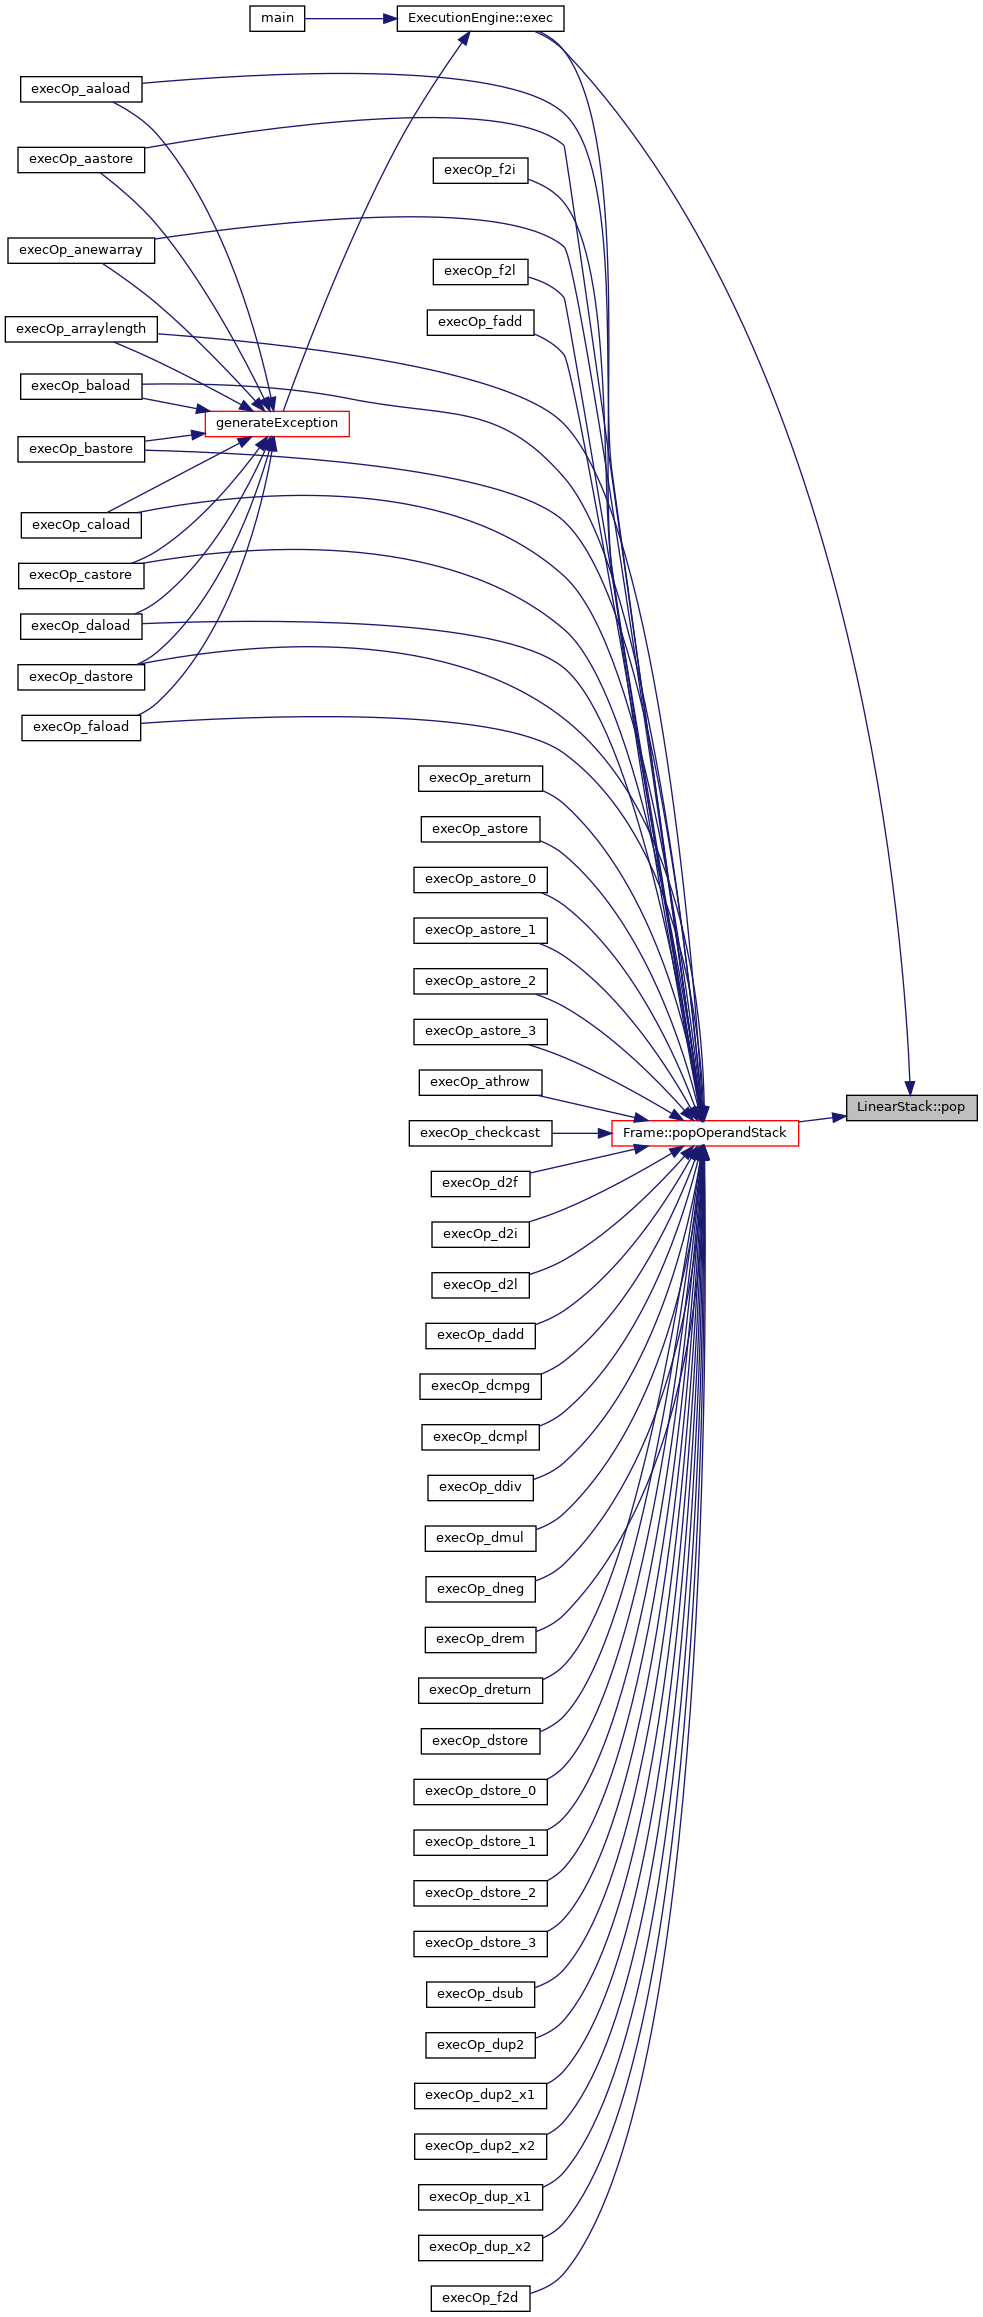 main
ExecutionEngine::exec
execOp_aaload
execOp_aastore
execOp_f2i
execOp_anewarray
execOp_f2l
execOp_fadd
execOp_arraylength
execOp_baload
generateException
execOp_bastore
execOp_caload
execOp_castore
execOp_daload
execOp_dastore
execOp_faload
execOp_areturn
execOp_astore
execOp_astore_0
execOp_astore_1
execOp_astore_2
execOp_astore_3
execOp_athrow
LinearStack::pop
execOp_checkcast
Frame::popOperandStack
execOp_d2f
execOp_d2i
execOp_d2l
execOp_dadd
execOp_dcmpg
execOp_dcmpl
execOp_ddiv
execOp_dmul
execOp_dneg
execOp_drem
execOp_dreturn
execOp_dstore
execOp_dstore_0
execOp_dstore_1
execOp_dstore_2
execOp_dstore_3
execOp_dsub
execOp_dup2
execOp_dup2_x1
execOp_dup2_x2
execOp_dup_x1
execOp_dup_x2
execOp_f2d